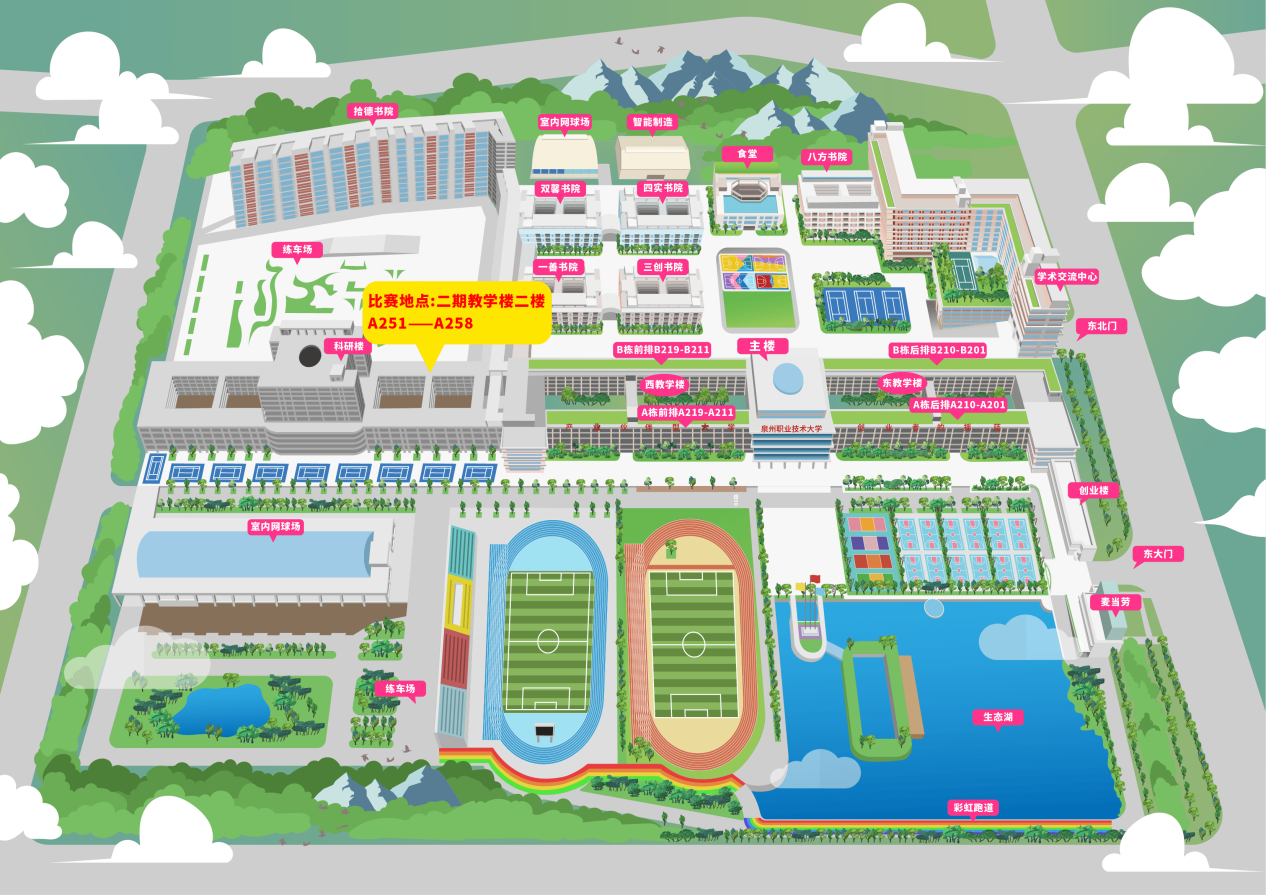 拾德书院
室内网球场
智能制造
食堂
八方书院
双馨书院
四实书院
练车场
一善书院
三创书院
学术交流中心
比赛地点:二期教学楼二楼
A251——A258
东北门
科研楼
B栋前排B219-B211
主楼
B栋后排B210-B201
西教学楼
东教学楼
A栋前排A219-A211
A栋后排A210-A201
泉州职业技术大学
创业楼
室内网球场
东大门
麦当劳
练车场
生态湖
彩虹跑道